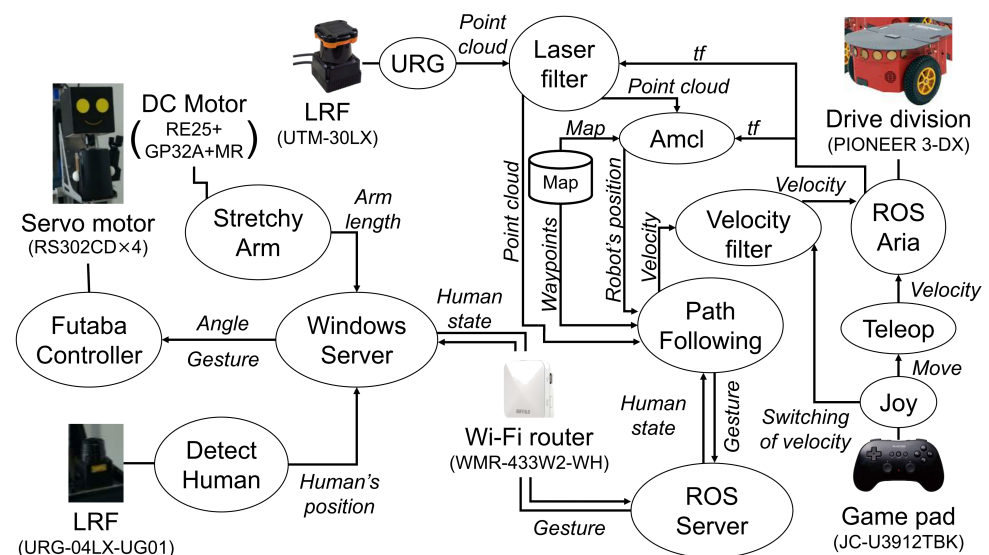 Point
cloud
URG
Laser
filter
tf
LRF
(UTM-30LX)
Point cloud
DC Motor
( RE25+
GP32A+MR )
Map
Amcl
tf
Drive division
(PIONEER 3-DX)
Map
Servo motor
(RS302CD×4)
Stretchy
Arm
Arm
length
Point cloud
Waypoints
Robot's position
Velocity
Velocity
filter
Velocity
ROS
Aria
Futaba
Controller
Angle
Gesture
Windows
Server
Human
state
Path
Following
Velocity
Teleop
Move
Joy
Switching
of velocity
Wi-Fi router
(WMR-433W2-WH)
Human
state
Gesture
LRF
(URG-04LX-UG01)
Detect
Human
Human's
position
Gesture
ROS
Server
Game pad
(JC-U3912TBK)